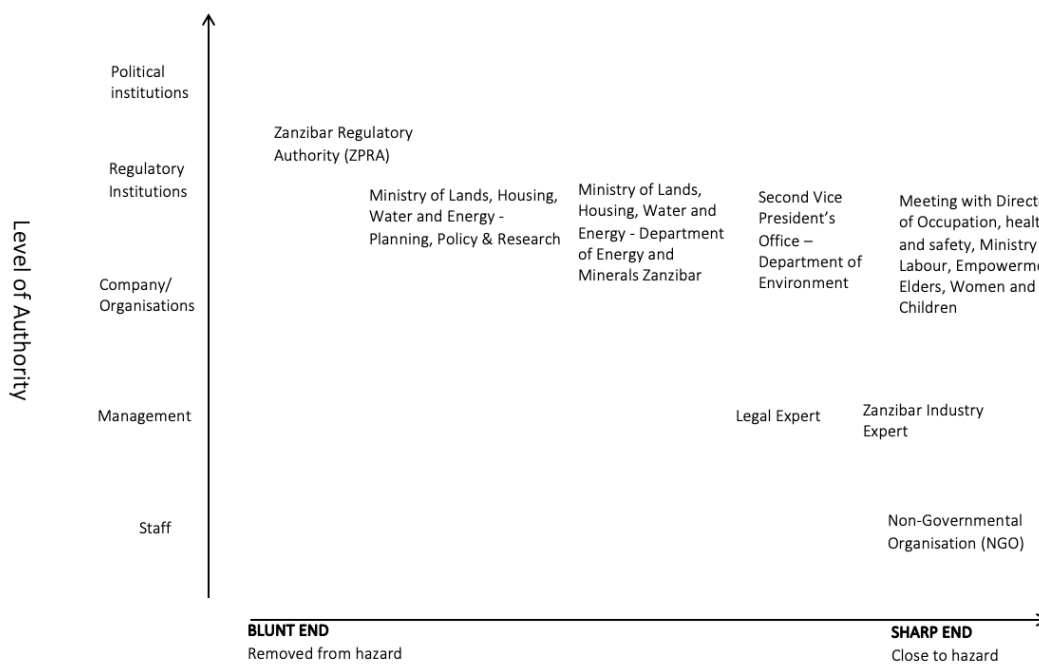 Political
institutions
Zanzibar Regulatory
Authority (ZPRA)
Regulatory
Institutions
Ministry of Lands, Housing,
Water and Energy -
Planning, Policy & Research
Ministry of Lands,
Housing, Water and
Energy - Department
of Energy and
Minerals Zanzibar
Second Vice
President's
Office –
Department of
Environment
Meeting with
of Occupation,
and safety, Ministry
Labour,
Elders, Women and
Children
Level of Authority
Company/
Organisations
Management
Legal Expert
Zanzibar Industry
Expert
Staff
Non-Governmental
Organisation (NGO)
BLUNT END
Removed from hazard
SHARP END
Close to hazard